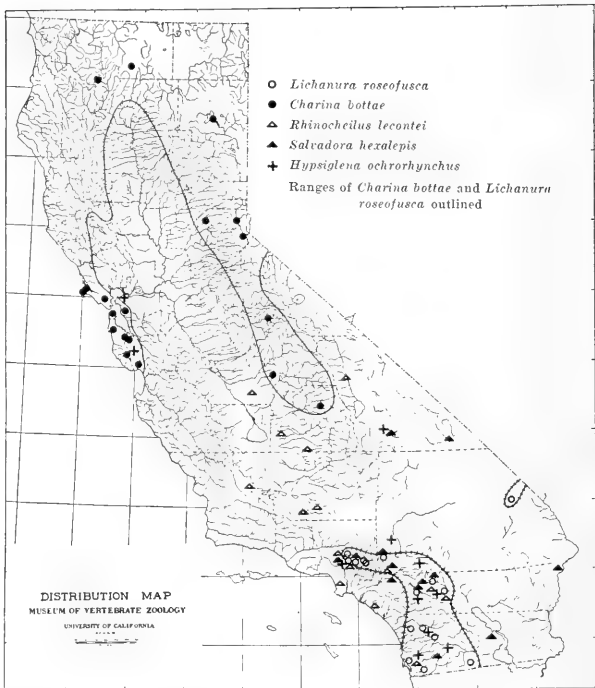 Lichanura roseofusca
Charina bottae
Rhinocheilus lecontei
Salvadora hexalepis
Hypsiglena ochrorhynchus
Ranges of Charina bottae and Lichanura
roseofusca outlined
DISTRIBUTION MAP
MUSEUM OF VERTEBRATE ZOOLOGY
UNIVERSITY OF CALIFORNIA